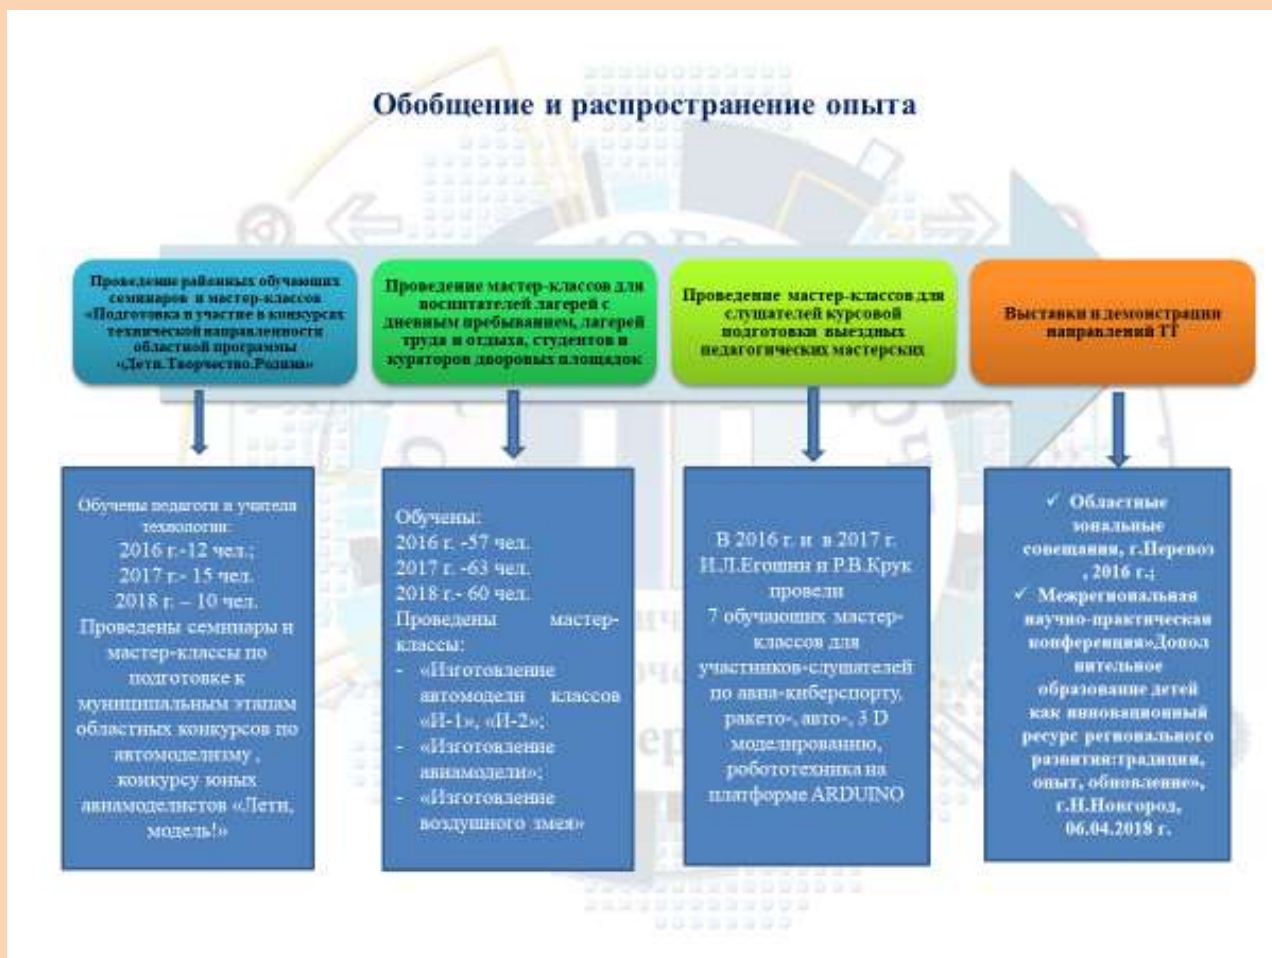 Обобщение и распространение опыта
Проведение районных обучающих
семинаров и мастер-классов
«Подготовка и участие в конкурсах
технической направленности
областной программы
«Дети.Творчество.Родина»
Проведение мастер-классов для
воспитателей лагерей с
дневным пребыванием, лагерей
труда и отдыха, студентов и
кураторов дворовых площадок
Проведение мастер-классов для
слушателей курсовой
подготовки выездных
педагогических мастерских
Выставки и демонстрации
направлений ТТ
Обучены педагоги и учителя
технологии:
2016 г.-12 чел.;
2017 г.- 15 чел.
2018 г. – 10 чел.
Проведены семинары и
мастер-классы по
подготовке к
муниципальным этапам
областных конкурсов по
автомоделизму ,
конкурсу юных
авиамоделистов «Лети,
модель!»
Обучены:
2016 г. -57 чел.
2017 г. -63 чел.
2018 г.- 60 чел.
Проведены мастер-
классы:
- «Изготовление
автомодели классов
«И-1», «И-2»;
- «Изготовление
авиамодели»;
- «Изготовление
воздушного змея»
В 2016 г. и в 2017 г.
И.Л.Егошин и Р.В.Крук
провели
7 обучающих мастер-
классов для
участников-слушателей
по авиа-киберспорту,
ракето-, авто-, 3 D
моделированию,
робототехника на
платформе ARDUINO
✓ Областные
зональные
совещания, г.Перевоз
, 2016 г.;
✓ Межрегиональная
научно-практическая
конференция»Допол
нительное
образование детей
как инновационный
ресурс регионального
развития:традиции,
опыт, обновление»,
г.Н.Новгород,
06.04.2018 г.